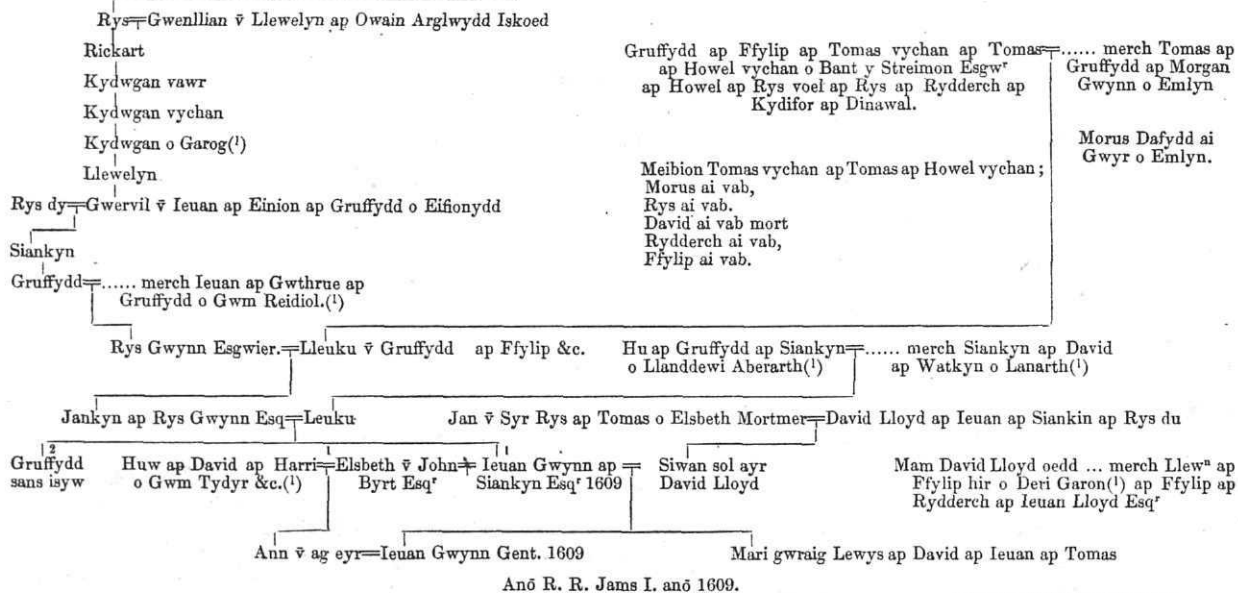 Rys=Gwenllian v̄ Llewelyn ap Owain Arglwydd Iskoed
Rickart
Kydwgan vawr
Kydwgan vychan
Kydwgan o Garog(¹)
Llewelyn
Rys dy=Gwervil v̄ Ieuan ap Einion ap Gruffydd o Eifionydd
Siankyn
Gruffydd=...... merch Ieuan ap Gwthrue ap
Gruffydd o Gwm Reidiol.(¹)
Gruffydd ap Ffylip ap Tomas vychan ap Tomas=...... merch Tomas ap
ap Howel vychan o Bant y Streimon Esgwʳ
Gruffydd ap Morgan
ap Howel ap Rys voel ap Rys ap Rydderch ap
Gwynn o Emlyn
Kydifor ap Dinawal.
Morus Dafydd ai
Gwyr o Emlyn.
Meibion Tomas vychan ap Tomas ap Howel vychan;
Morus ai vab,
Rys ai vab.
David ai vab mort
Rydderch ai vab,
Ffylip ai vab.
Rys Gwynn Esgwier.=Lleuku v̄ Gruffydd ap Ffylip &c.
Hu ap Gruffydd ap Siankyn=...... merch Siankyn ap David
o Llanddewi Aberarth(¹)
ap Watkyn o Lanarth(¹)
Jankyn ap Rys Gwynn Esq=Leuku
Jan v̄ Syr Rys ap Tomas o Elsbeth Mortmer=David Lloyd ap Ieuan ap Siankin ap Rys du
2
Gruffydd
sans isyw
1
Huw ap David ap Harri=Elsbeth v̄ John=
o Gwm Tydyr &c.(¹)
Byrt Esqʳ
1
Ieuan Gwynn ap=
Siankyn Esqʳ 1609
Siwan sol ayr
David Lloyd
Mam David Lloyd oedd ... merch Llewⁿ ap
Ffylip hir o Deri Garon(¹) ap Ffylip ap
Rydderch ap Ieuan Lloyd Esqʳ
Ann v̄ ag eyr=Ieuan Gwynn Gent. 1609
Mari gwraig Lewys ap David ap Ieuan ap Tomas
Anō R. R. Jams I. anō 1609.